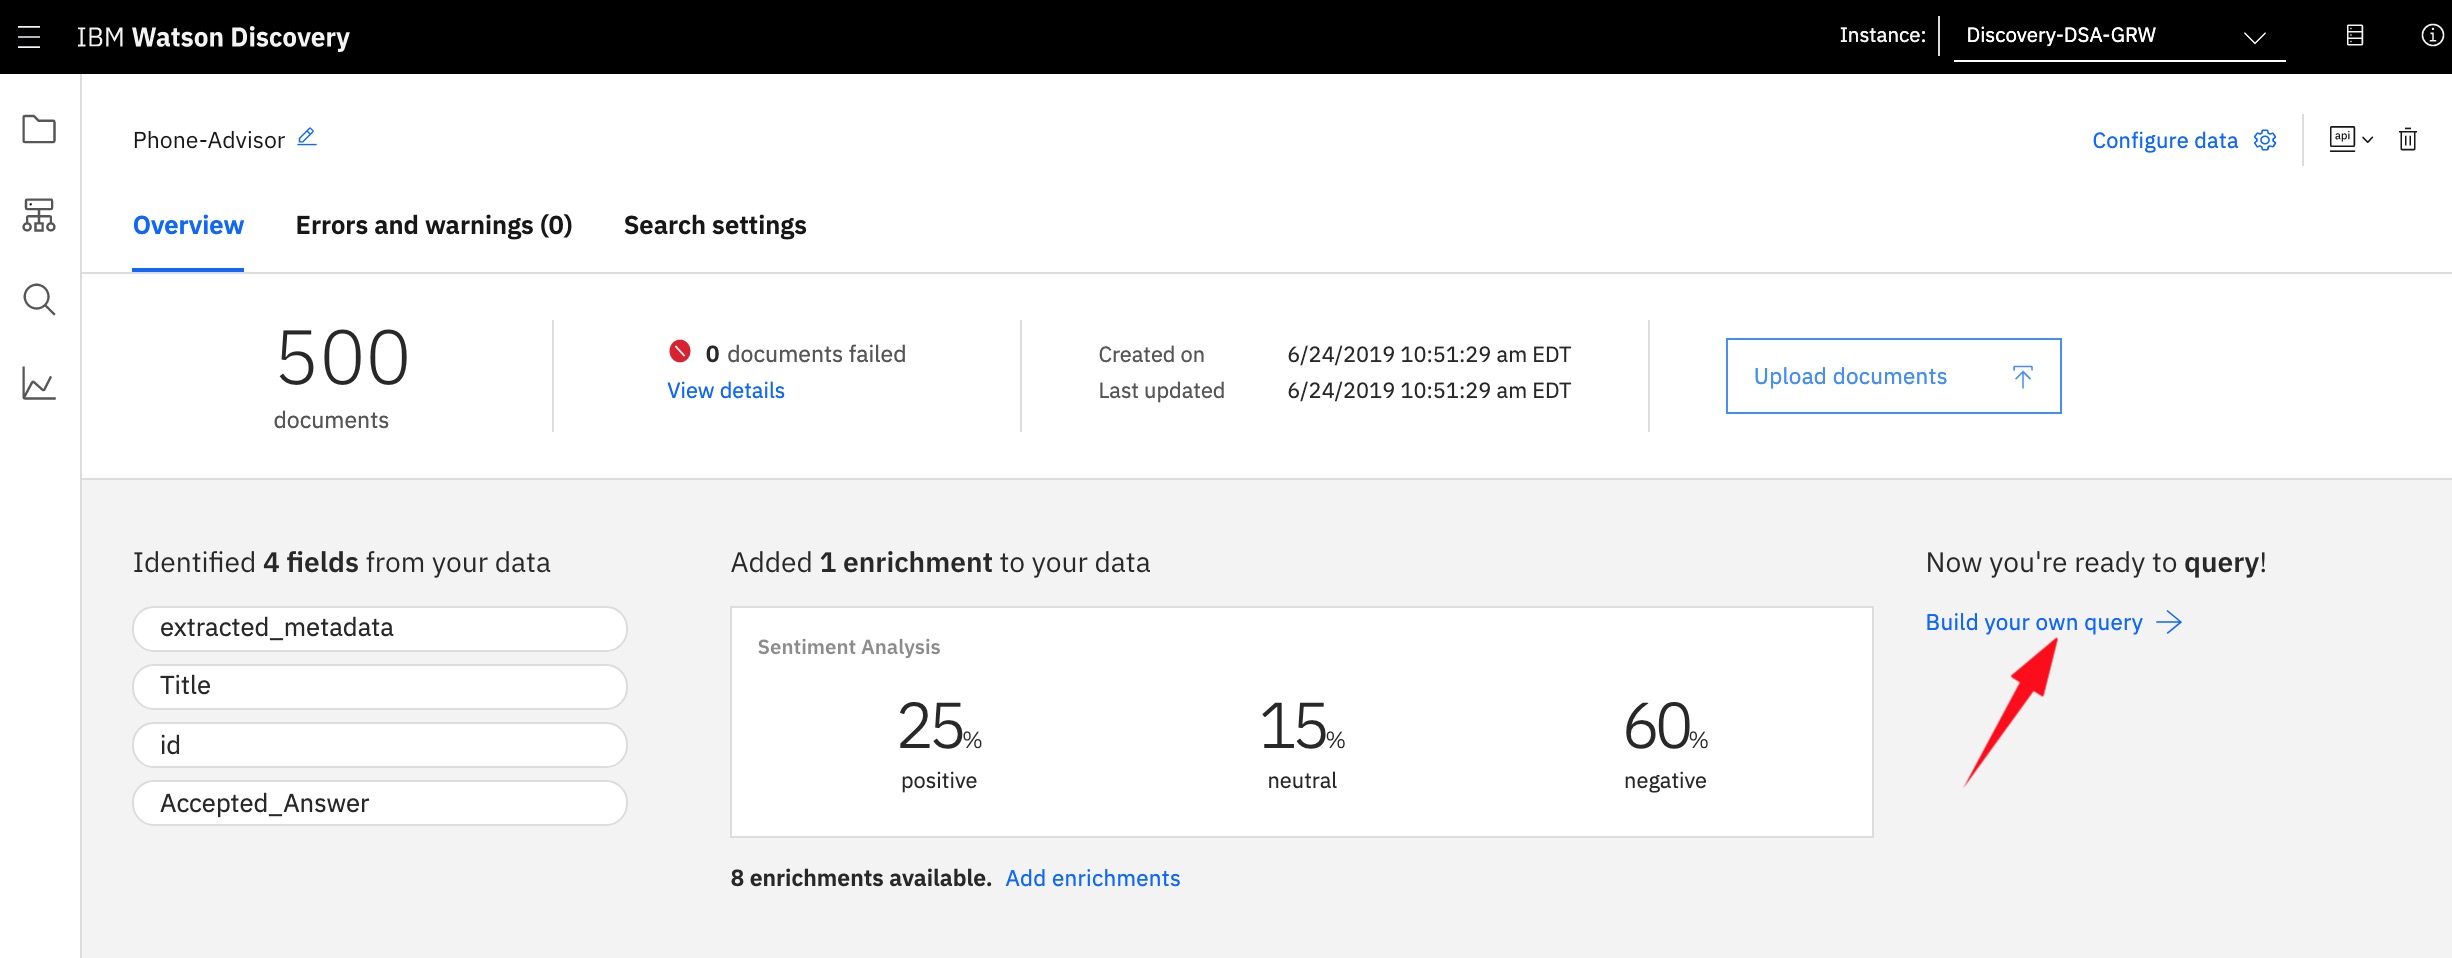 IBM Watson Discovery
Instance: Discovery-DSA-GRW
Phone-Advisor
Configure data
api
Overview
Errors and warnings (0)
Search settings
500
documents
0 documents failed
View details
Created on 6/24/2019 10:51:29 am EDT
Last updated 6/24/2019 10:51:29 am EDT
Upload documents
Identified 4 fields from your data
extracted_metadata
Title
id
Accepted_Answer
Added 1 enrichment to your data
Sentiment Analysis
25%
positive
15%
neutral
60%
negative
8 enrichments available. Add enrichments
Now you're ready to query!
Build your own query